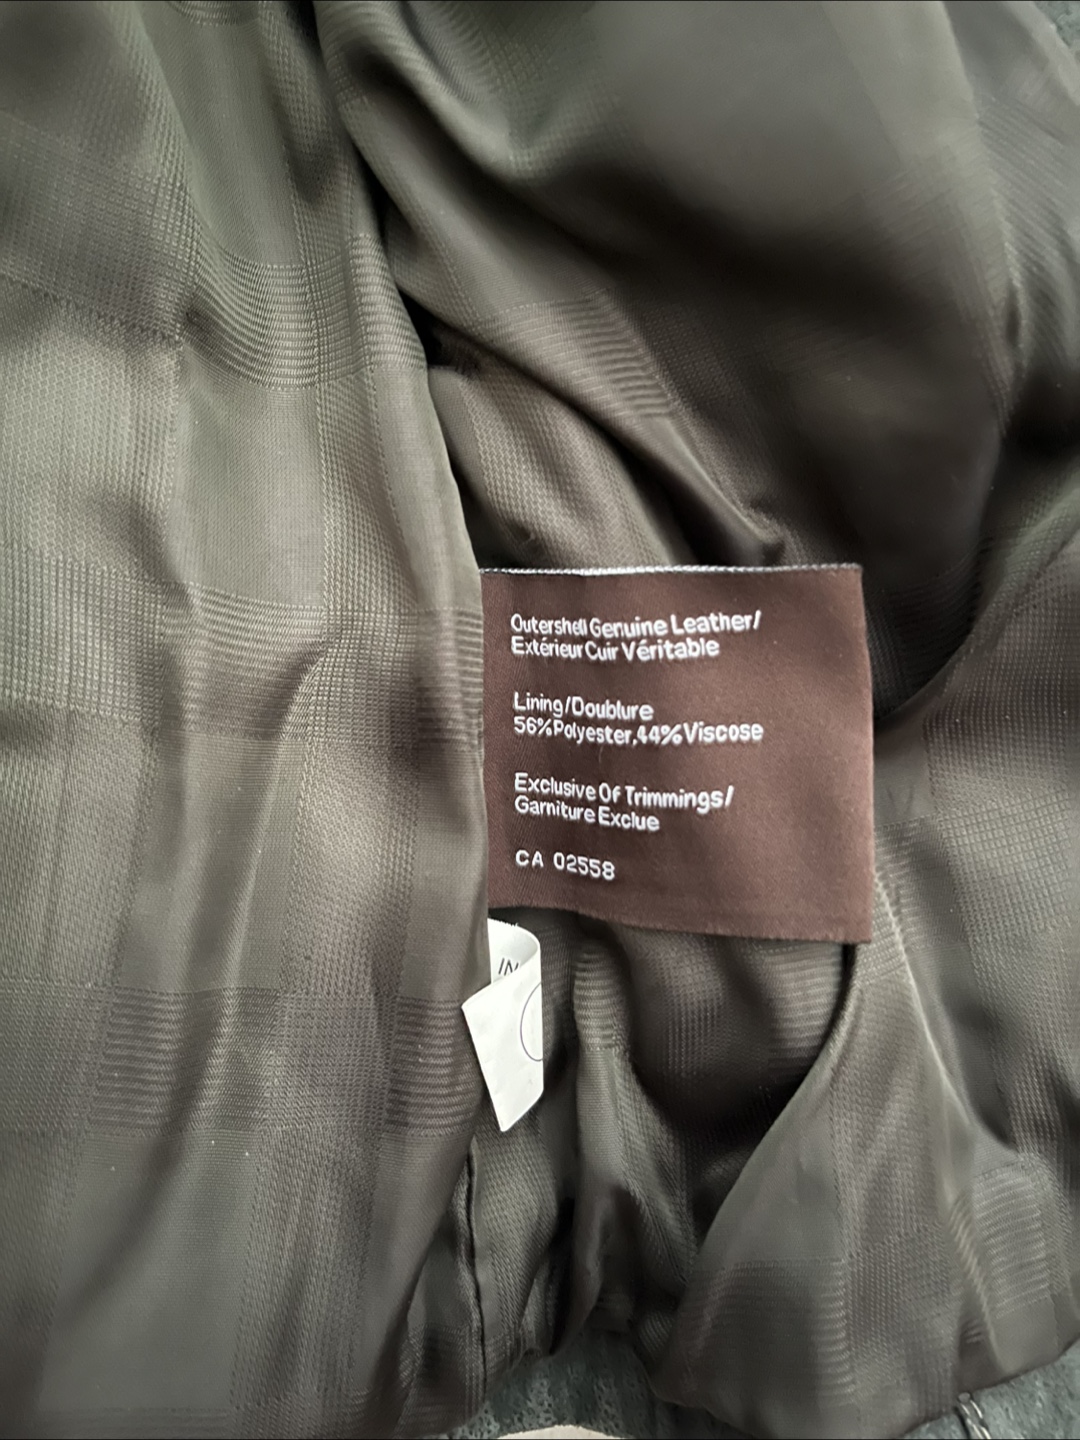 Outershell Genuine Leather/
Extérieur Cuir Véritable
Lining/Doublure
56%Polyester,44%Viscose
Exclusive Of Trimmings/
Garniture Exclue
CA 02558
IN